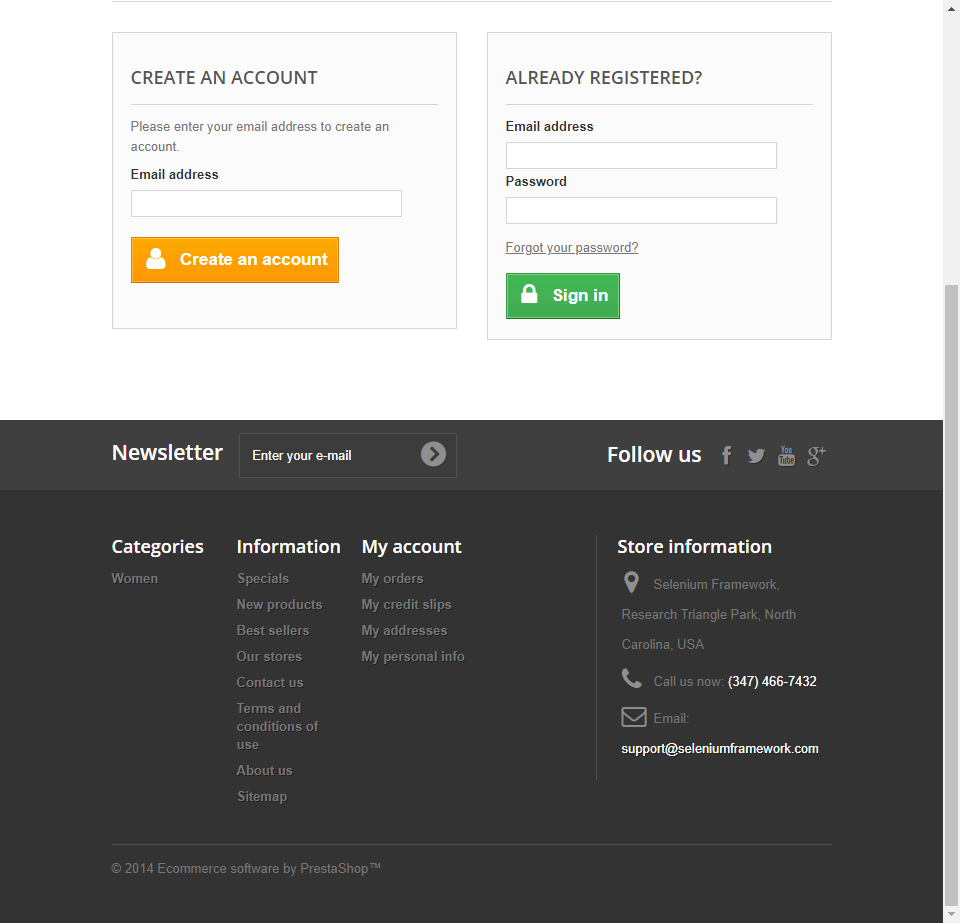 CREATE AN ACCOUNT
Please enter your email address to create an
account.
Email address
Create an account
ALREADY REGISTERED?
Email address
Password
Forgot your password?
Sign in
Newsletter
Enter your e-mail
Follow us
You
Tube
g+
Categories
Women
Information
Specials
New products
Best sellers
Our stores
Contact us
Terms and
conditions of
use
About us
Sitemap
My account
My orders
My credit slips
My addresses
My personal info
Store information
Selenium Framework,
Research Triangle Park, North
Carolina, USA
Call us now: (347) 466-7432
Email:
support@seleniumframework.com
© 2014 Ecommerce software by PrestaShop™